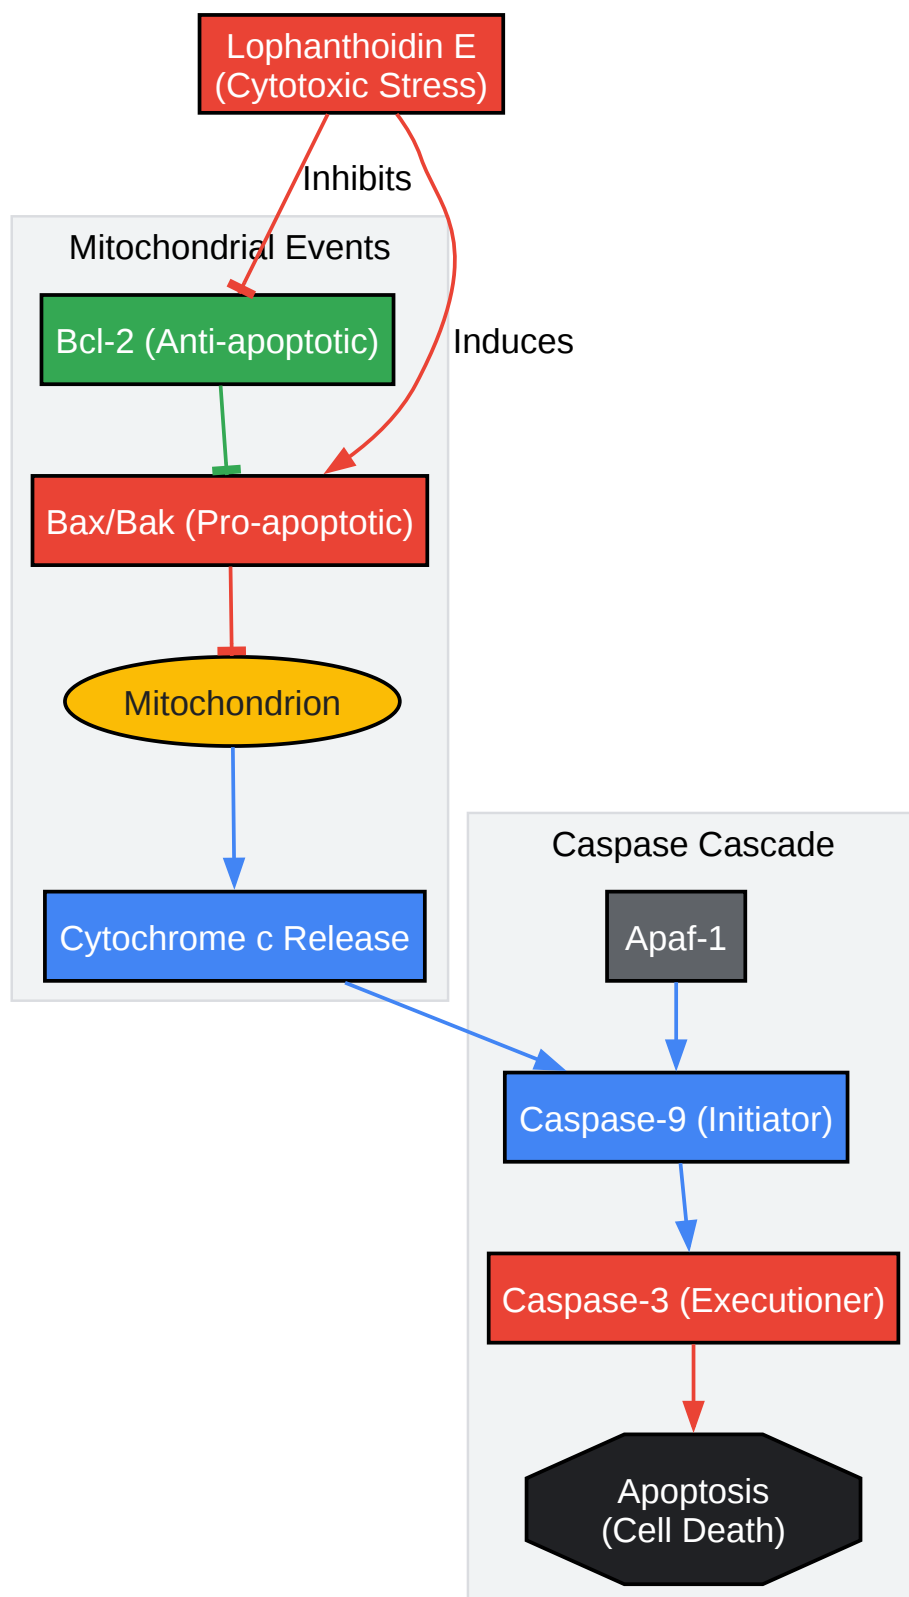 Lophanthoidin E
(Cytotoxic Stress)
Inhibits
Mitochondrial Events
Bcl-2 (Anti-apoptotic)
Induces
Bax/Bak (Pro-apoptotic)
Mitochondrion
Cytochrome c Release
Caspase Cascade
Apaf-1
Caspase-9 (Initiator)
Caspase-3 (Executioner)
Apoptosis
(Cell Death)